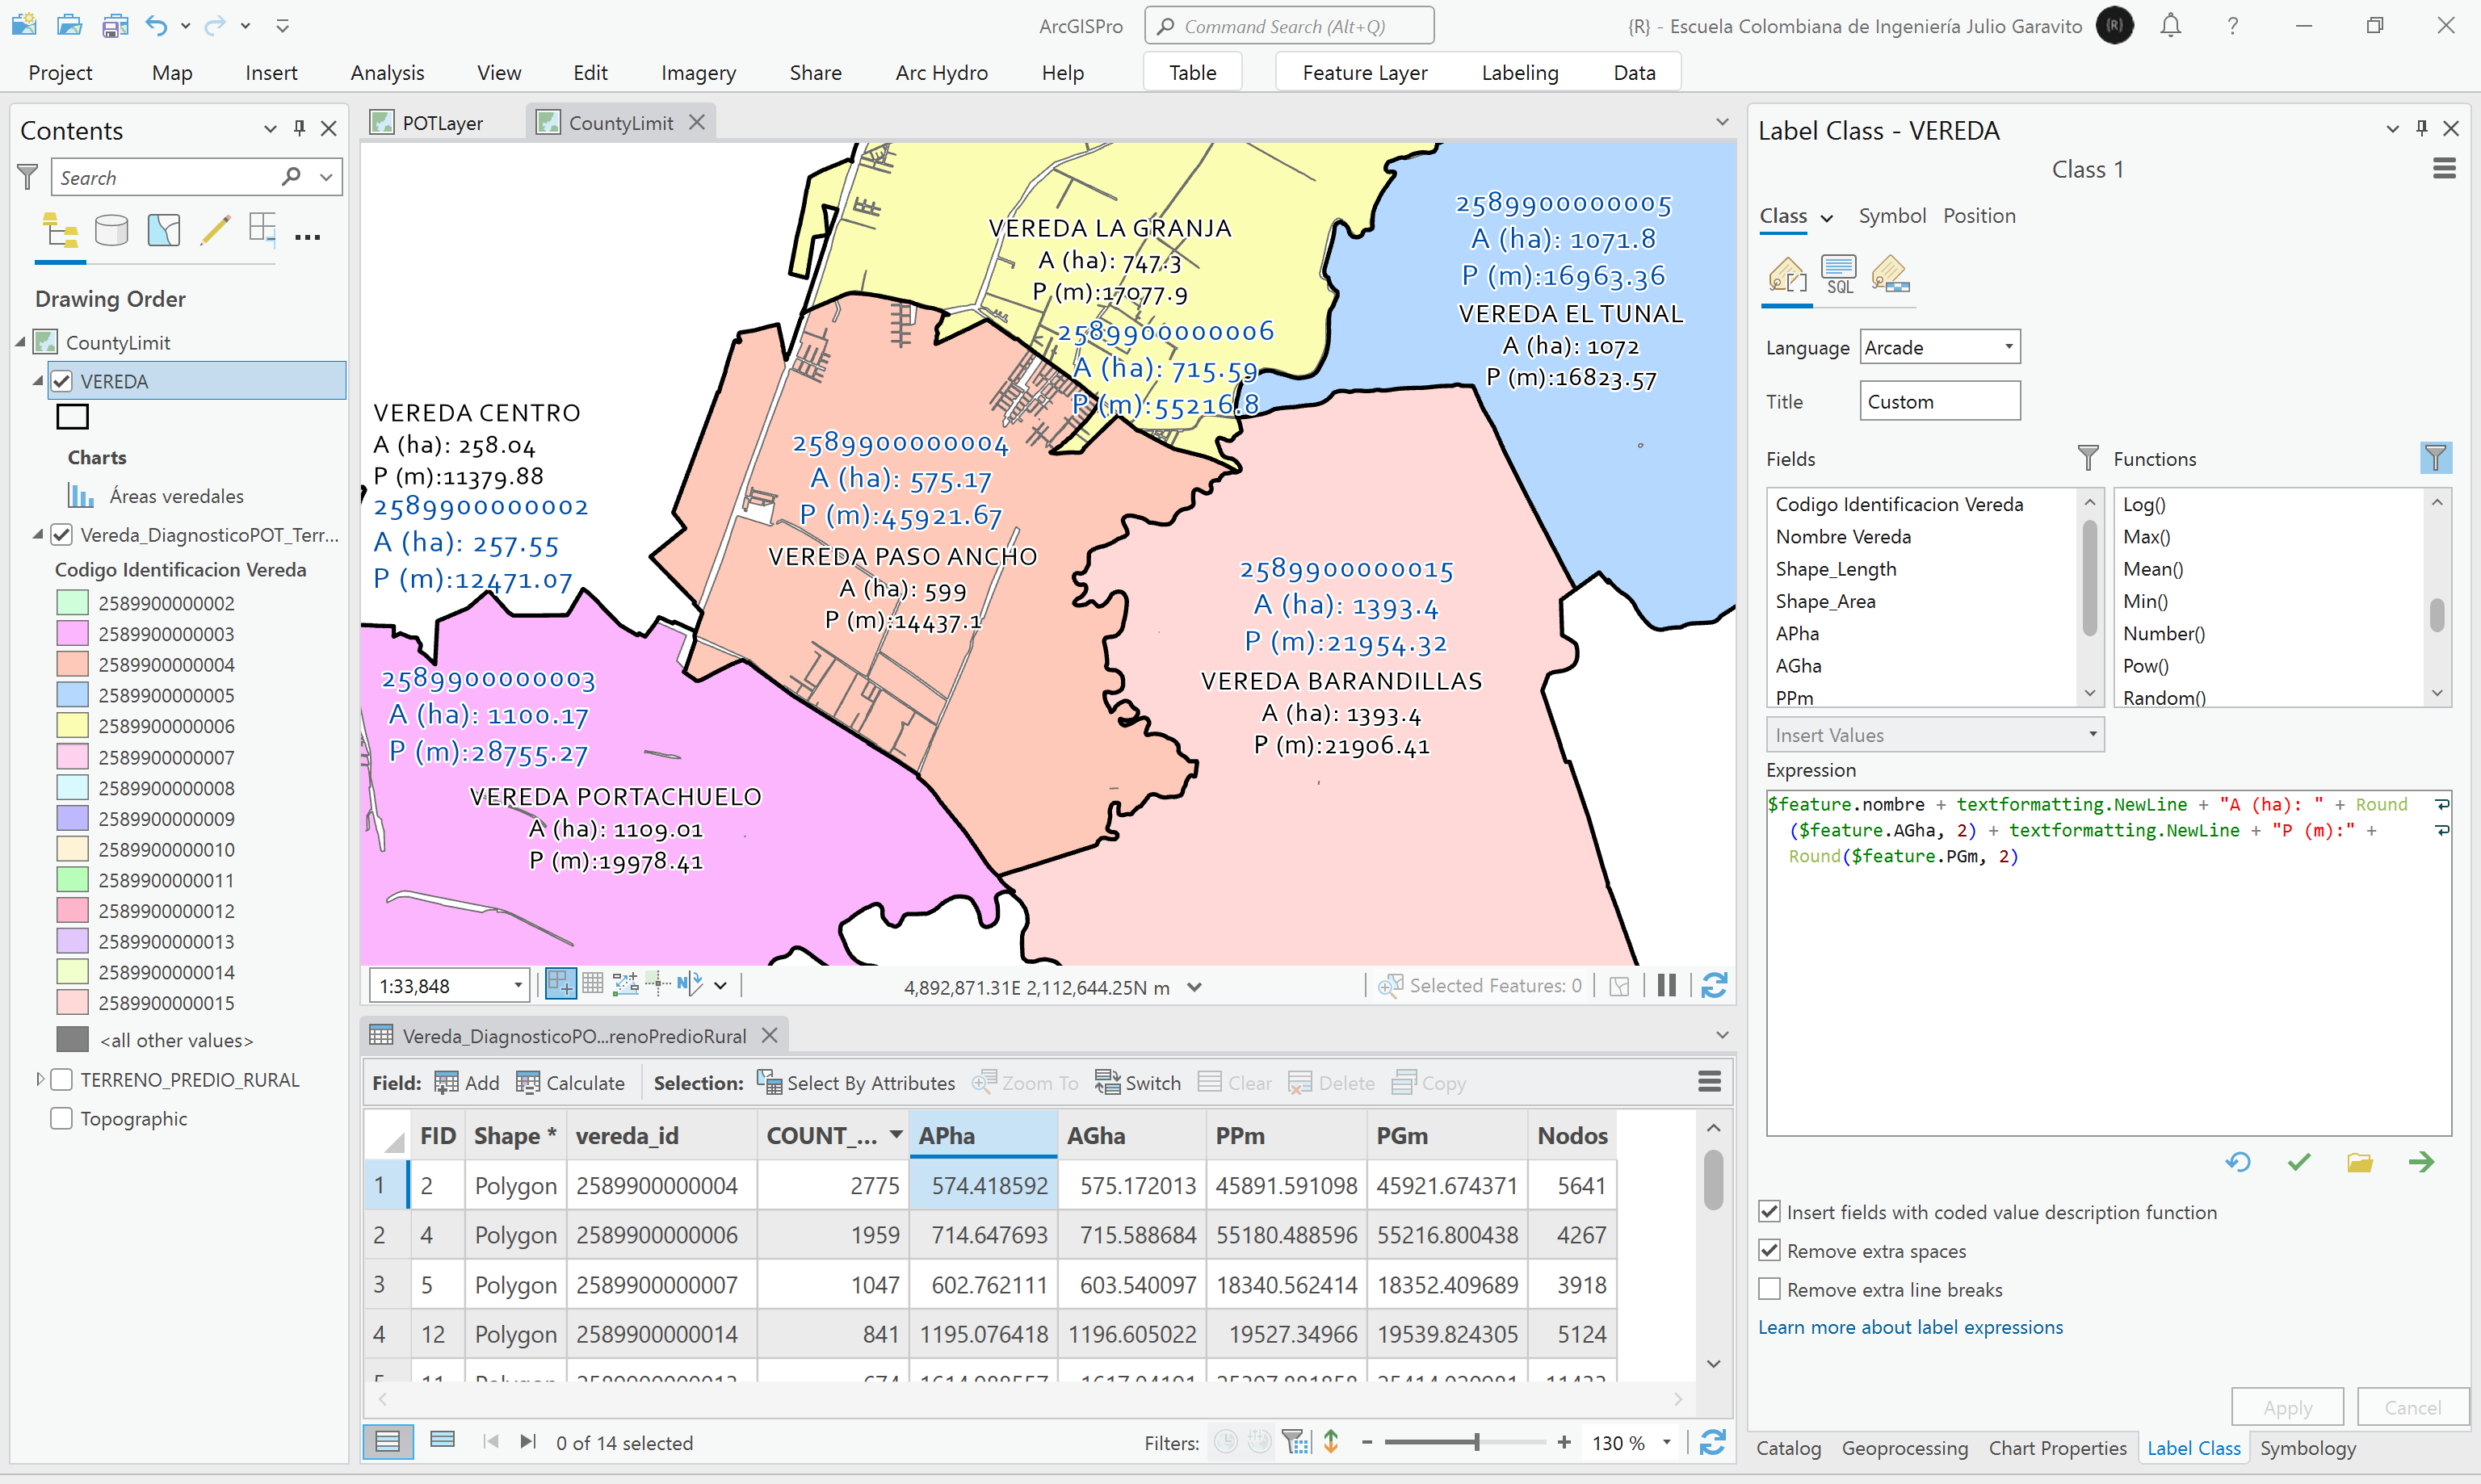 ArcGISPro
Command Search (Alt+Q)
{R} - Escuela Colombiana de Ingeniería Julio Garavito
{R}
?
Project Map Insert Analysis View Edit Imagery Share Arc Hydro Help Table Feature Layer Labeling Data
Contents
Search
Drawing Order
CountyLimit
VEREDA
Charts
Áreas veredales
Vereda_DiagnosticoPOT_Terr...
Codigo Identificacion Vereda
2589900000002
2589900000003
2589900000004
2589900000005
2589900000006
2589900000007
2589900000008
2589900000009
2589900000010
2589900000011
2589900000012
2589900000013
2589900000014
2589900000015
<all other values>
TERRENO_PREDIO_RURAL
Topographic
POTLayer
CountyLimit
VEREDA LA GRANJA
A (ha): 747.3
P (m):17077.9
2589900000006
A (ha): 715.59
P (m):55216.8
2589900000005
A (ha): 1071.8
P (m):16963.36
VEREDA EL TUNAL
A (ha): 1072
P (m):16823.57
VEREDA CENTRO
A (ha): 258.04
P (m):11379.88
2589900000002
A (ha): 257.55
P (m):12471.07
2589900000004
A (ha): 575.17
P (m):45921.67
VEREDA PASO ANCHO
A (ha): 599
P (m):14437.1
2589900000015
A (ha): 1393.4
P (m):21954.32
VEREDA BARANDILLAS
A (ha): 1393.4
P (m):21906.41
2589900000003
A (ha): 1100.17
P (m):28755.27
VEREDA PORTACHUELO
A (ha): 1109.01
P (m):19978.41
1:33,848
4,892,871.31E 2,112,644.25N m
Selected Features: 0
Vereda_DiagnosticoPO...renoPredioRural
Field: Add Calculate Selection: Select By Attributes Zoom To Switch Clear Delete Copy
FID Shape * vereda_id COUNT_... APha AGha PPm PGm Nodos
1 2 Polygon 2589900000004 2775 574.418592 575.172013 45891.591098 45921.674371 5641
2 4 Polygon 2589900000006 1959 714.647693 715.588684 55180.488596 55216.800438 4267
3 5 Polygon 2589900000007 1047 602.762111 603.540097 18340.562414 18352.409689 3918
4 12 Polygon 2589900000014 841 1195.076418 1196.605022 19527.34966 19539.824305 5124
0 of 14 selected
Filters:
130 %
Label Class - VEREDA
Class 1
Class Symbol Position
SQL
Language Arcade
Title Custom
Fields
Codigo Identificacion Vereda
Nombre Vereda
Shape_Length
Shape_Area
APha
AGha
PPm
Functions
Log()
Max()
Mean()
Min()
Number()
Pow()
Random()
Insert Values
Expression
$feature.nombre + textformatting.NewLine + "A (ha): " + Round
($feature.AGha, 2) + textformatting.NewLine + "P (m):" +
Round($feature.PGm, 2)
Insert fields with coded value description function
Remove extra spaces
Remove extra line breaks
Learn more about label expressions
Apply Cancel
Catalog Geoprocessing Chart Properties Label Class Symbology